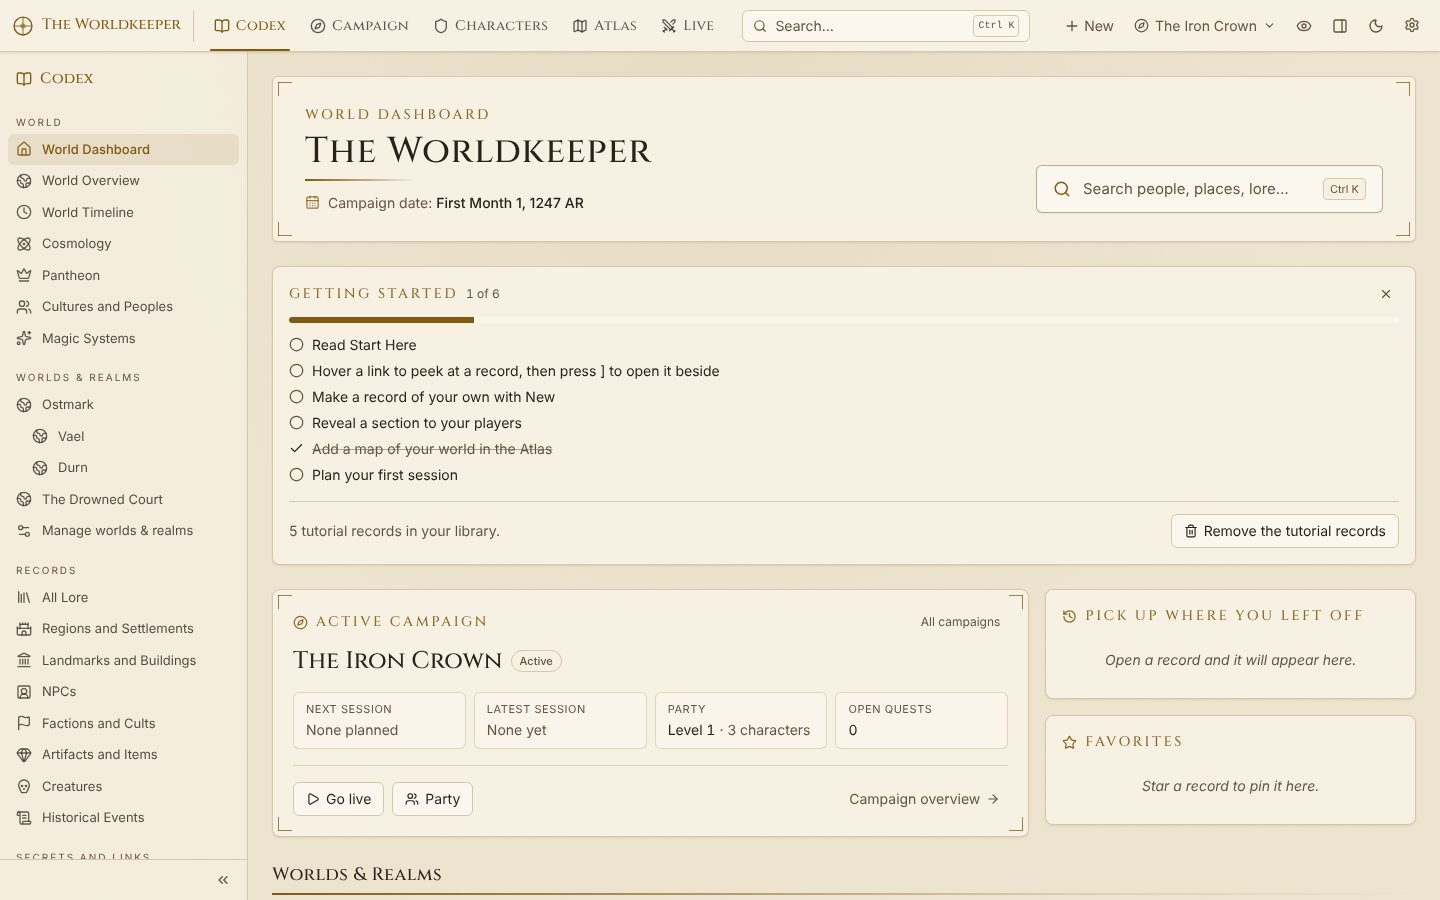 The Worldkeeper
Codex
Campaign
Characters
Atlas
Live
Search...
Ctrl K
New
The Iron Crown
Codex
WORLD
World Dashboard
World Overview
World Timeline
Cosmology
Pantheon
Cultures and Peoples
Magic Systems
WORLDS & REALMS
Ostmark
Vael
Durn
The Drowned Court
Manage worlds & realms
RECORDS
All Lore
Regions and Settlements
Landmarks and Buildings
NPCs
Factions and Cults
Artifacts and Items
Creatures
Historical Events
SECRETS AND LINKS
WORLD DASHBOARD
The Worldkeeper
Campaign date: First Month 1, 1247 AR
Search people, places, lore...
Ctrl K
GETTING STARTED 1 of 6
Read Start Here
Hover a link to peek at a record, then press ] to open it beside
Make a record of your own with New
Reveal a section to your players
Add a map of your world in the Atlas
Plan your first session
5 tutorial records in your library.
Remove the tutorial records
ACTIVE CAMPAIGN
All campaigns
The Iron Crown
Active
NEXT SESSION
None planned
LATEST SESSION
None yet
PARTY
Level 1 · 3 characters
OPEN QUESTS
0
Go live
Party
Campaign overview
PICK UP WHERE YOU LEFT OFF
Open a record and it will appear here.
FAVORITES
Star a record to pin it here.
Worlds & Realms